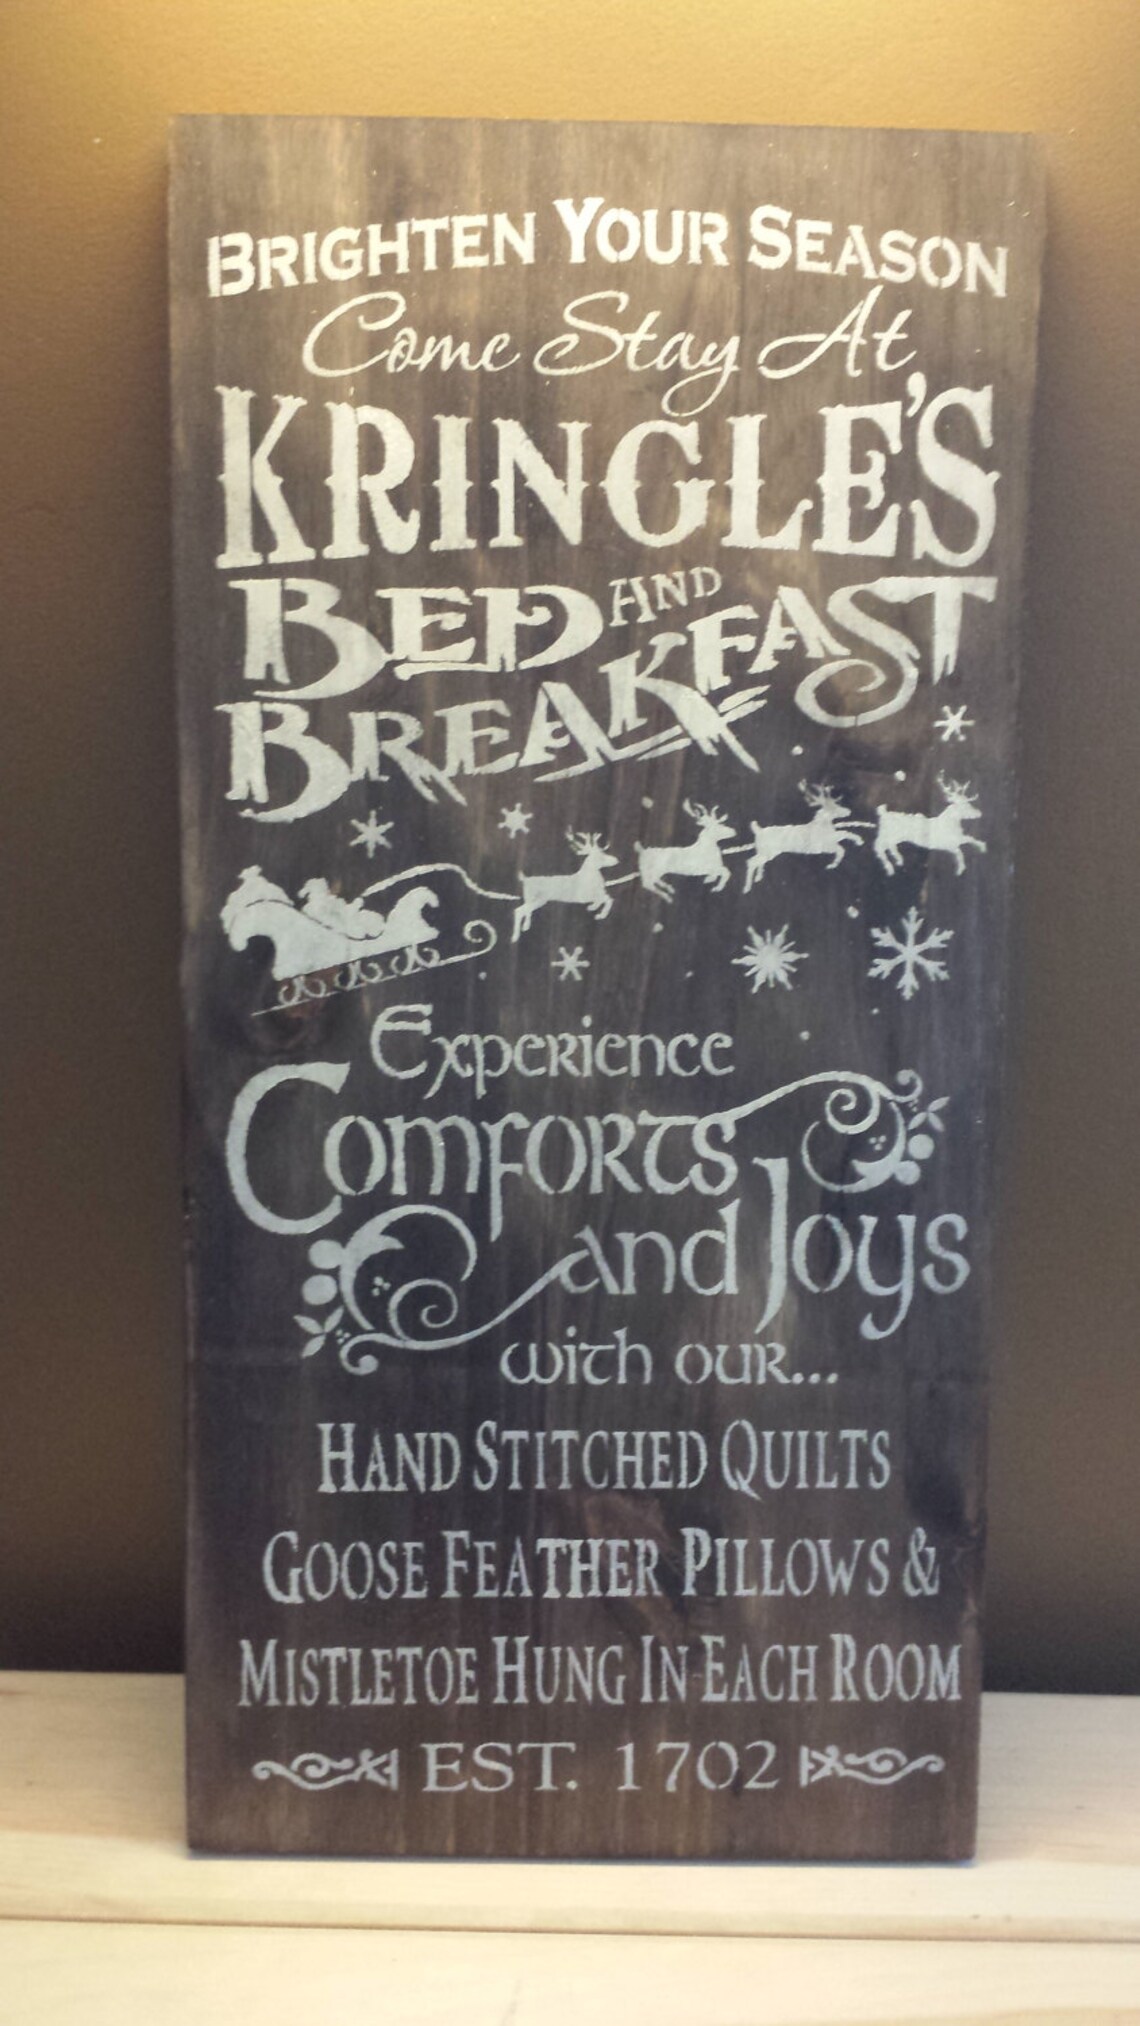 BRIGHTEN YOUR SEASON
Come Stay At
KRINGLE'S
BED AND
BREAKFAST
Experience
Comforts
and Joys
with our...
HAND STITCHED QUILTS
GOOSE FEATHER PILLOWS &
MISTLETOE HUNG IN EACH ROOM
EST. 1702